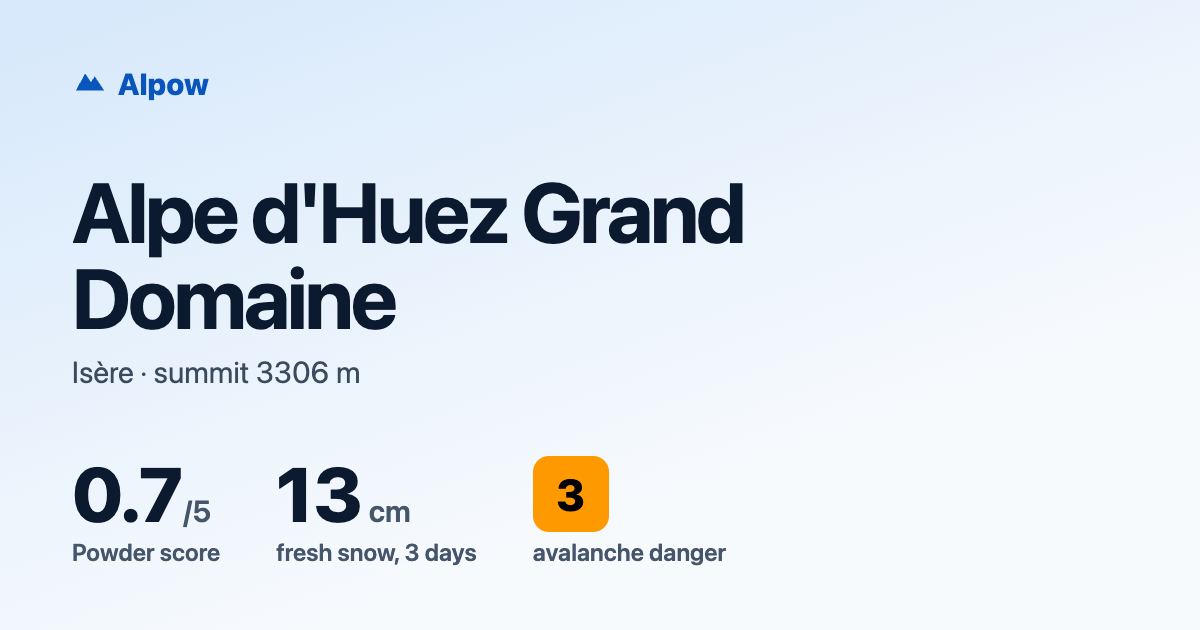 Alpow
Alpe d'Huez Grand
Domaine
Isère · summit 3306 m
0.7/5
Powder score
13 cm
fresh snow, 3 days
3
avalanche danger